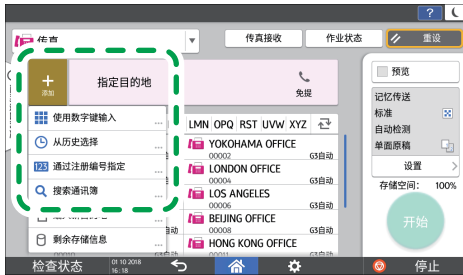 ?
传真
传真接收
作业状态
重设
添加
指定目的地
免提
预览
使用数字键输入 ...
从历史选择 ...
123 通过注册编号指定 ...
搜索通讯簿 ...
剩余存储信息
LMN OPQ RST UVW XYZ
YOKOHAMA OFFICE
00002 G3自动
LONDON OFFICE
00004 G3自动
LOS ANGELES
00006 G3自动
BEIJING OFFICE
00008 G3自动
HONG KONG OFFICE
记忆传送
标准
自动检测
单面原稿
设置
存储空间: 100%
开始
检查状态
01 10 2018
16:18
停止